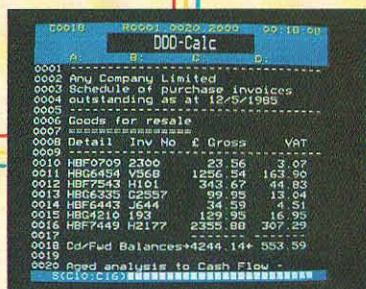 C0018 R0001.0020.2000 00:18:00
DDD-Calc
A: B: C D:
0001
0002 Any Company Limited
0003 Schedule of purchase invoices
0004 outstanding as at 12/5/1985
0005 --------------------------------
0006 Goods for resale
0007 ================
0008 Detail Inv No £ Gross VAT
0009 --------------------------------
0010 HBF0709 2300 23.56 3.07
0011 HBG6454 V568 1256.54 163.90
0012 HBF7543 H101 343.67 44.83
0013 HBG6335 D2557 99.95 13.04
0014 HBF6443 J644 34.59 4.51
0015 HBG4210 193 129.95 16.95
0016 HBF7449 H2177 2355.88 307.29
0018 Cd/Fwd Balances+4244.14+ 553.59
0019
0020 Aged analysis to Cash Flow -
S(C10:C16)